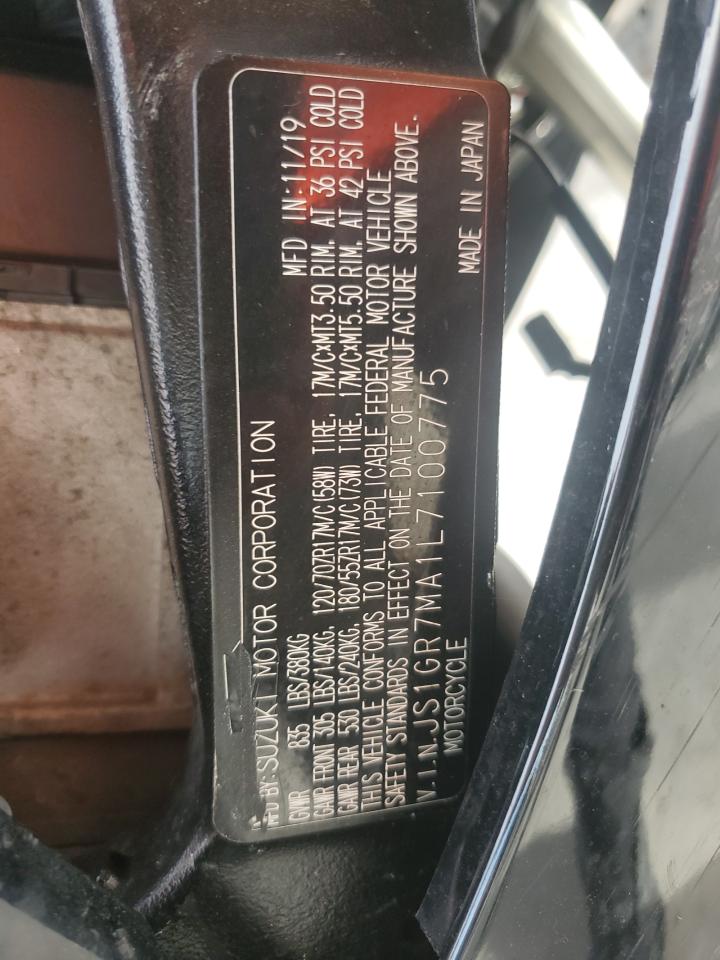 MFD BY: SUZUKI MOTOR CORPORATION MFD IN: 11/19
GVWR 835 LBS/380KG
GAWR FRONT 305 LBS/140KG. 120/70ZR17M/C(58W) TIRE, 17M/CxMT3.50 RIM. AT 36 PSI COLD
GAWR REAR 530 LBS/240KG. 180/55ZR17M/C(73W) TIRE, 17M/CxMT5.50 RIM. AT 42 PSI COLD
THIS VEHICLE CONFORMS TO ALL APPLICABLE FEDERAL MOTOR VEHICLE
SAFETY STANDARDS IN EFFECT ON THE DATE OF MANUFACTURE SHOWN ABOVE.
V.I.N.JS1GR7MA1L7100775
MOTORCYCLE MADE IN JAPAN